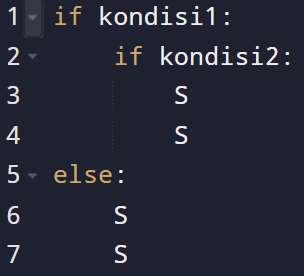 1 if kondisi1:
2     if kondisi2:
3         S
4         S
5 else:
6     S
7     S